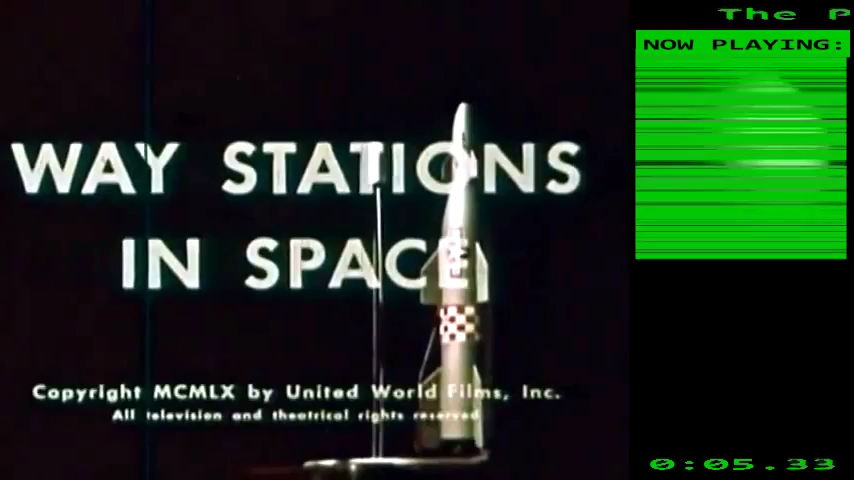 WAY STATIONS
IN SPACE
Copyright MCMLX by United World Films, Inc.
All television and theatrical rights reserved
The P
NOW PLAYING:
0:05.33